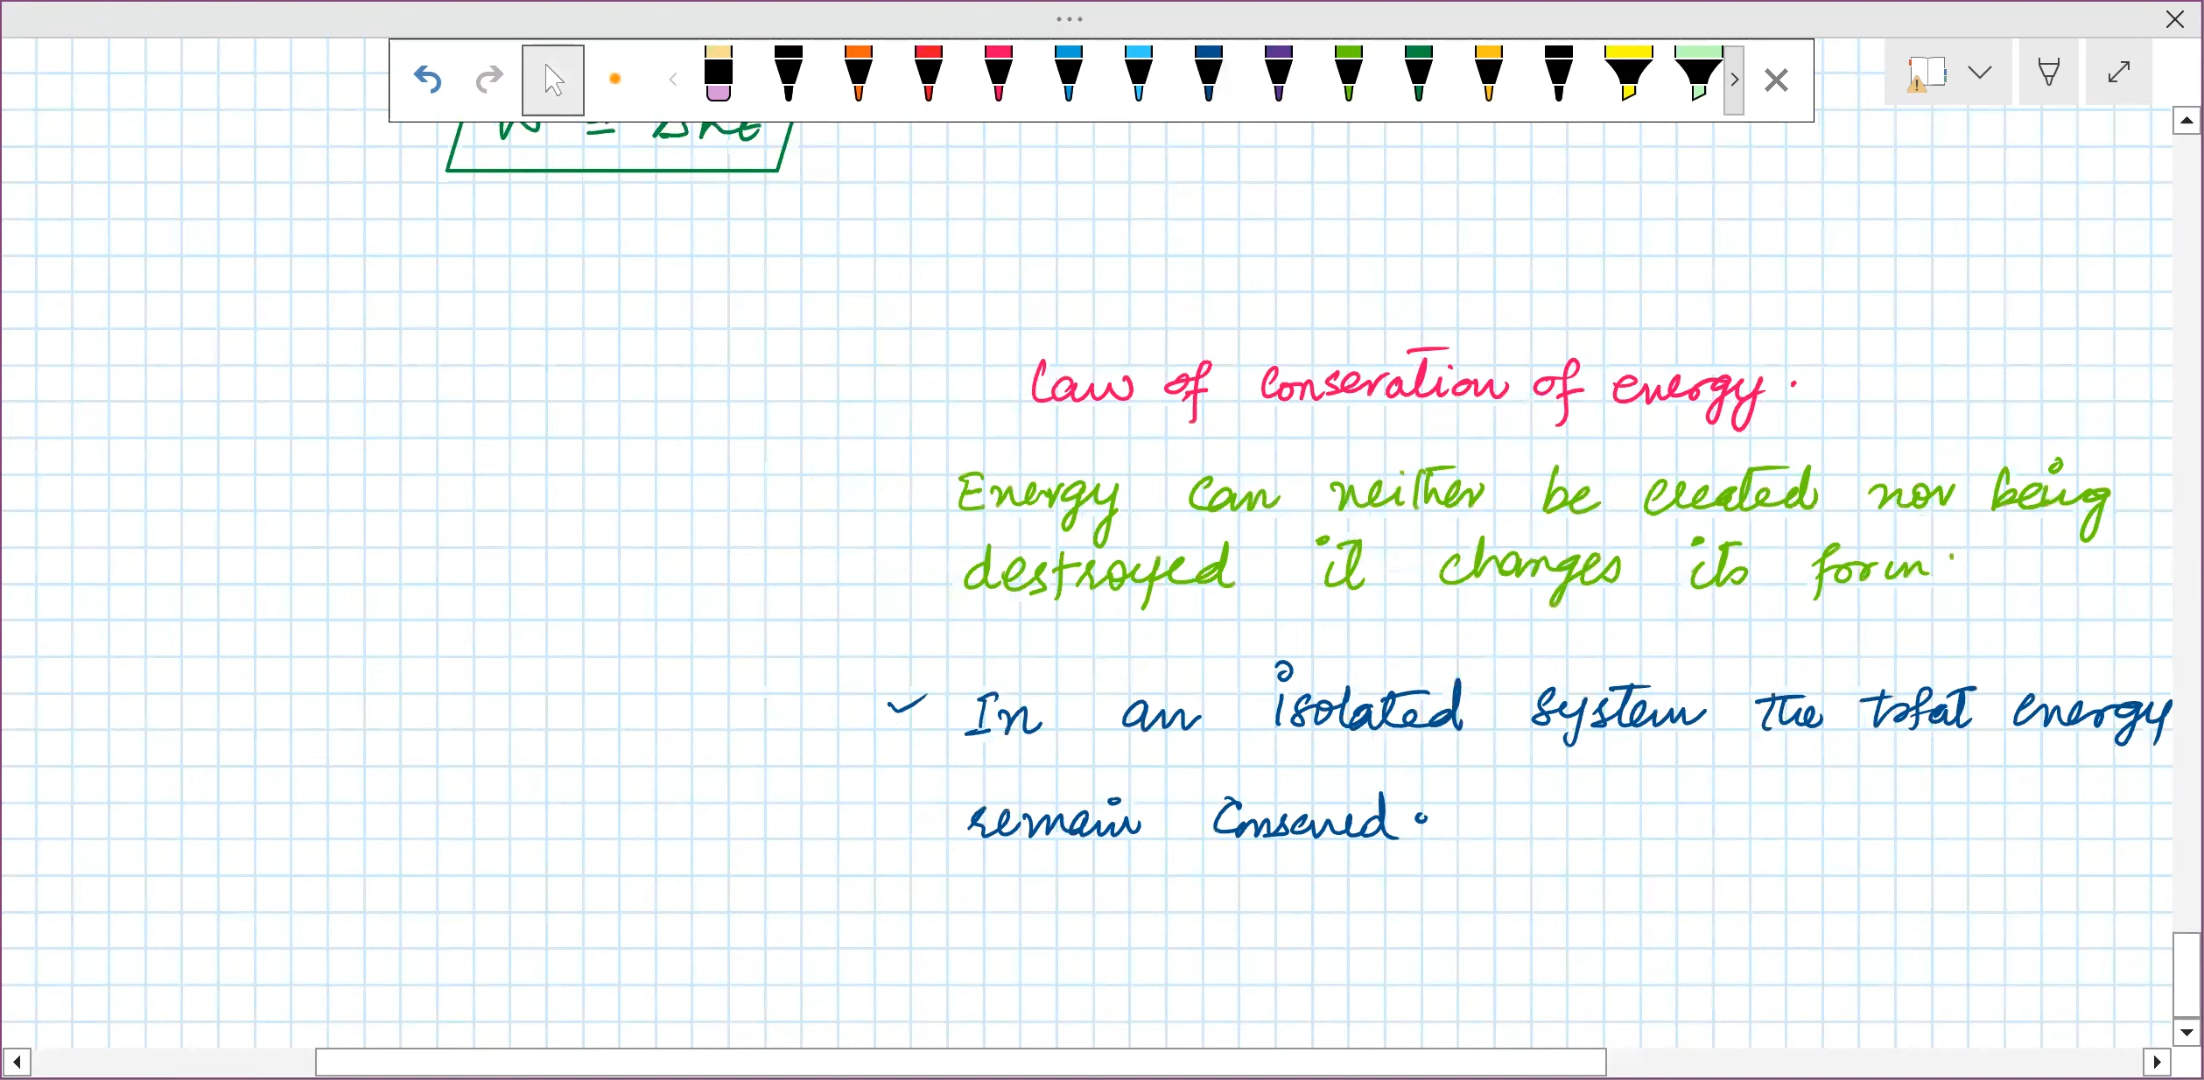 W = ΔKE
Law of conseration of energy.
Energy can neither be created nor being
destroyed it changes its form.
In an isolated system the total energy
remain Conserved.